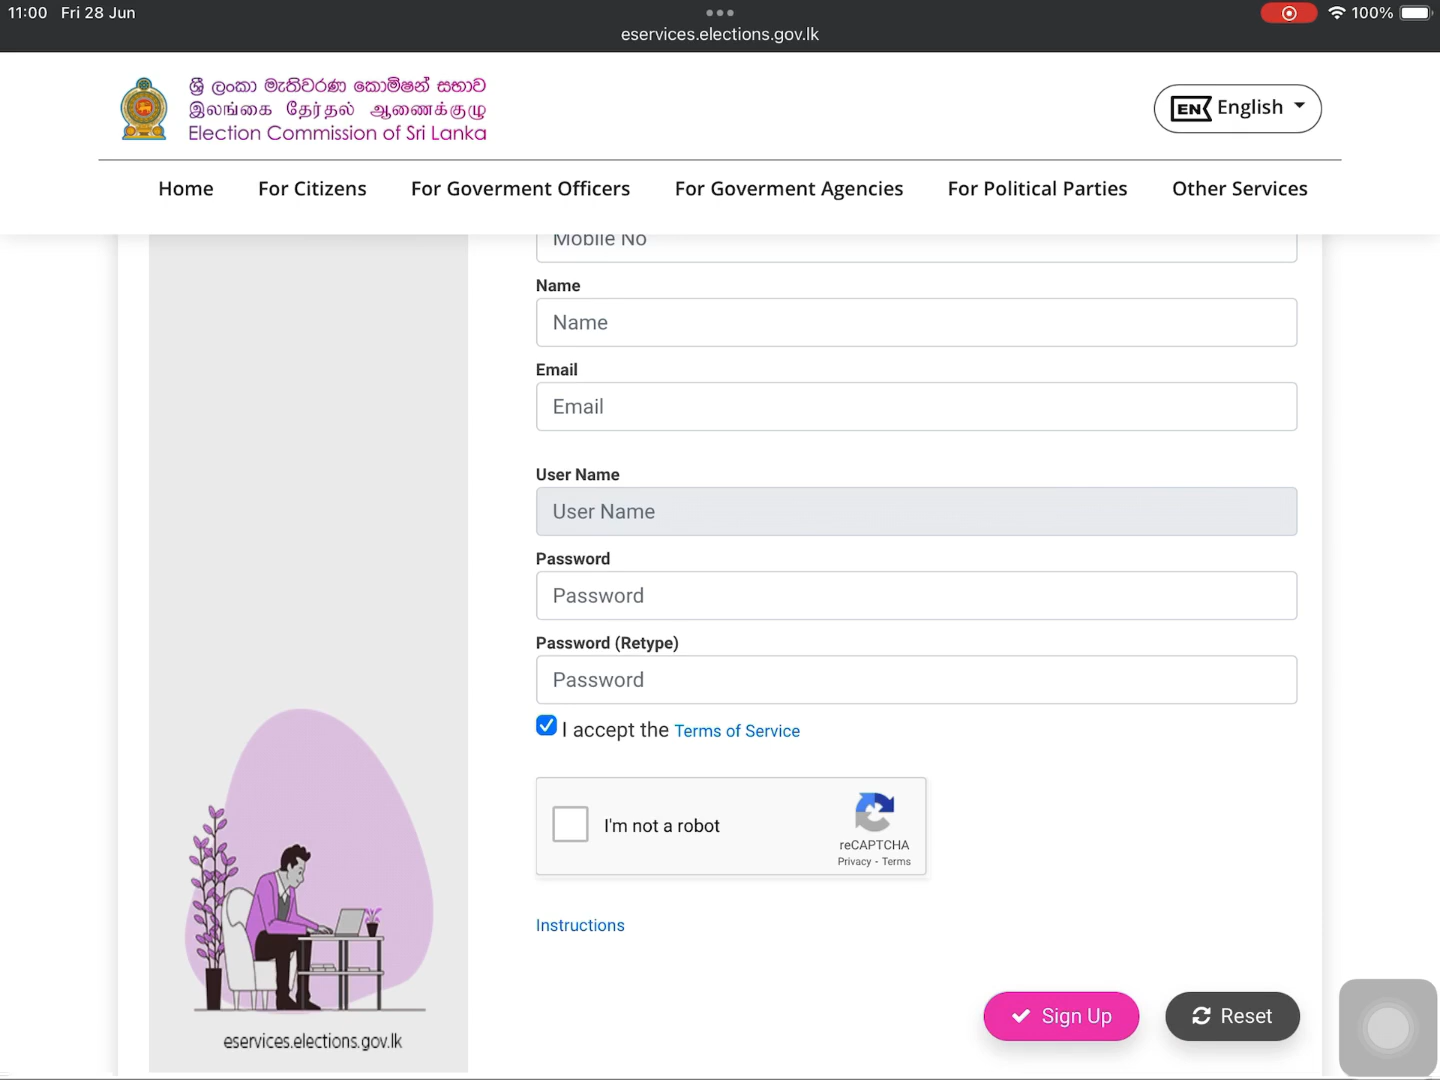 11:00 Fri 28 Jun
100%
eservices.elections.gov.lk
ශ්‍රී ලංකා මැතිවරණ කොමිෂන් සභාව
இலங்கை தேர்தல் ஆணைக்குழு
Election Commission of Sri Lanka
EN English
Home For Citizens For Goverment Officers For Goverment Agencies For Political Parties Other Services
Mobile No
Name
Name
Email
Email
User Name
User Name
Password
Password
Password (Retype)
Password
I accept the Terms of Service
I'm not a robot
reCAPTCHA
Privacy - Terms
Instructions
Sign Up Reset
eservices.elections.gov.lk